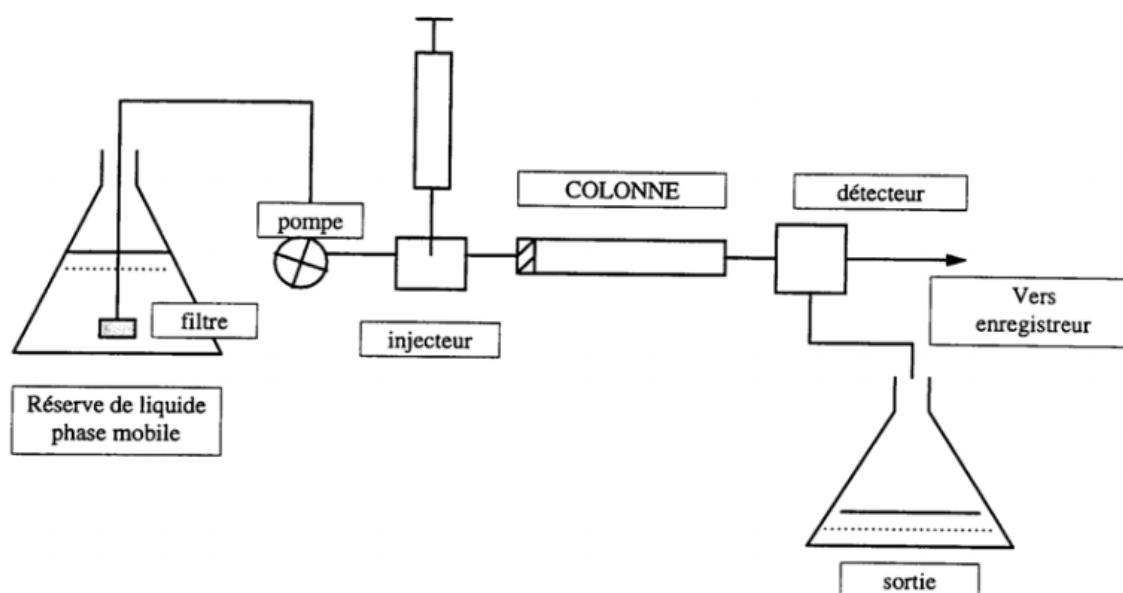 COLONNE
détecteur
pompe
filtre
injecteur
Vers
enregistreur
Réserve de liquide
phase mobile
sortie